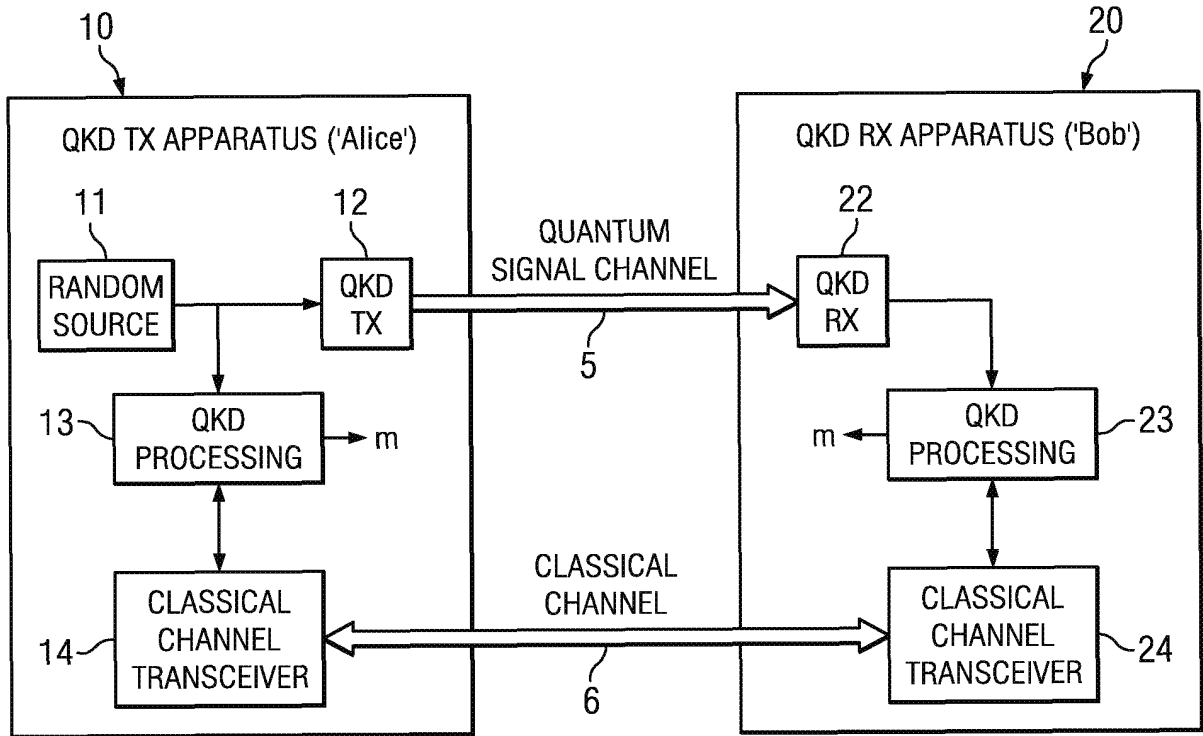 10
20
QKD TX APPARATUS ('Alice')
QKD RX APPARATUS ('Bob')
11
12
22
QUANTUM
SIGNAL CHANNEL
RANDOM
SOURCE
QKD
TX
QKD
RX
5
13
QKD
PROCESSING
m
m
QKD
PROCESSING
23
CLASSICAL
CHANNEL
14
CLASSICAL
CHANNEL
TRANSCEIVER
6
CLASSICAL
CHANNEL
TRANSCEIVER
24